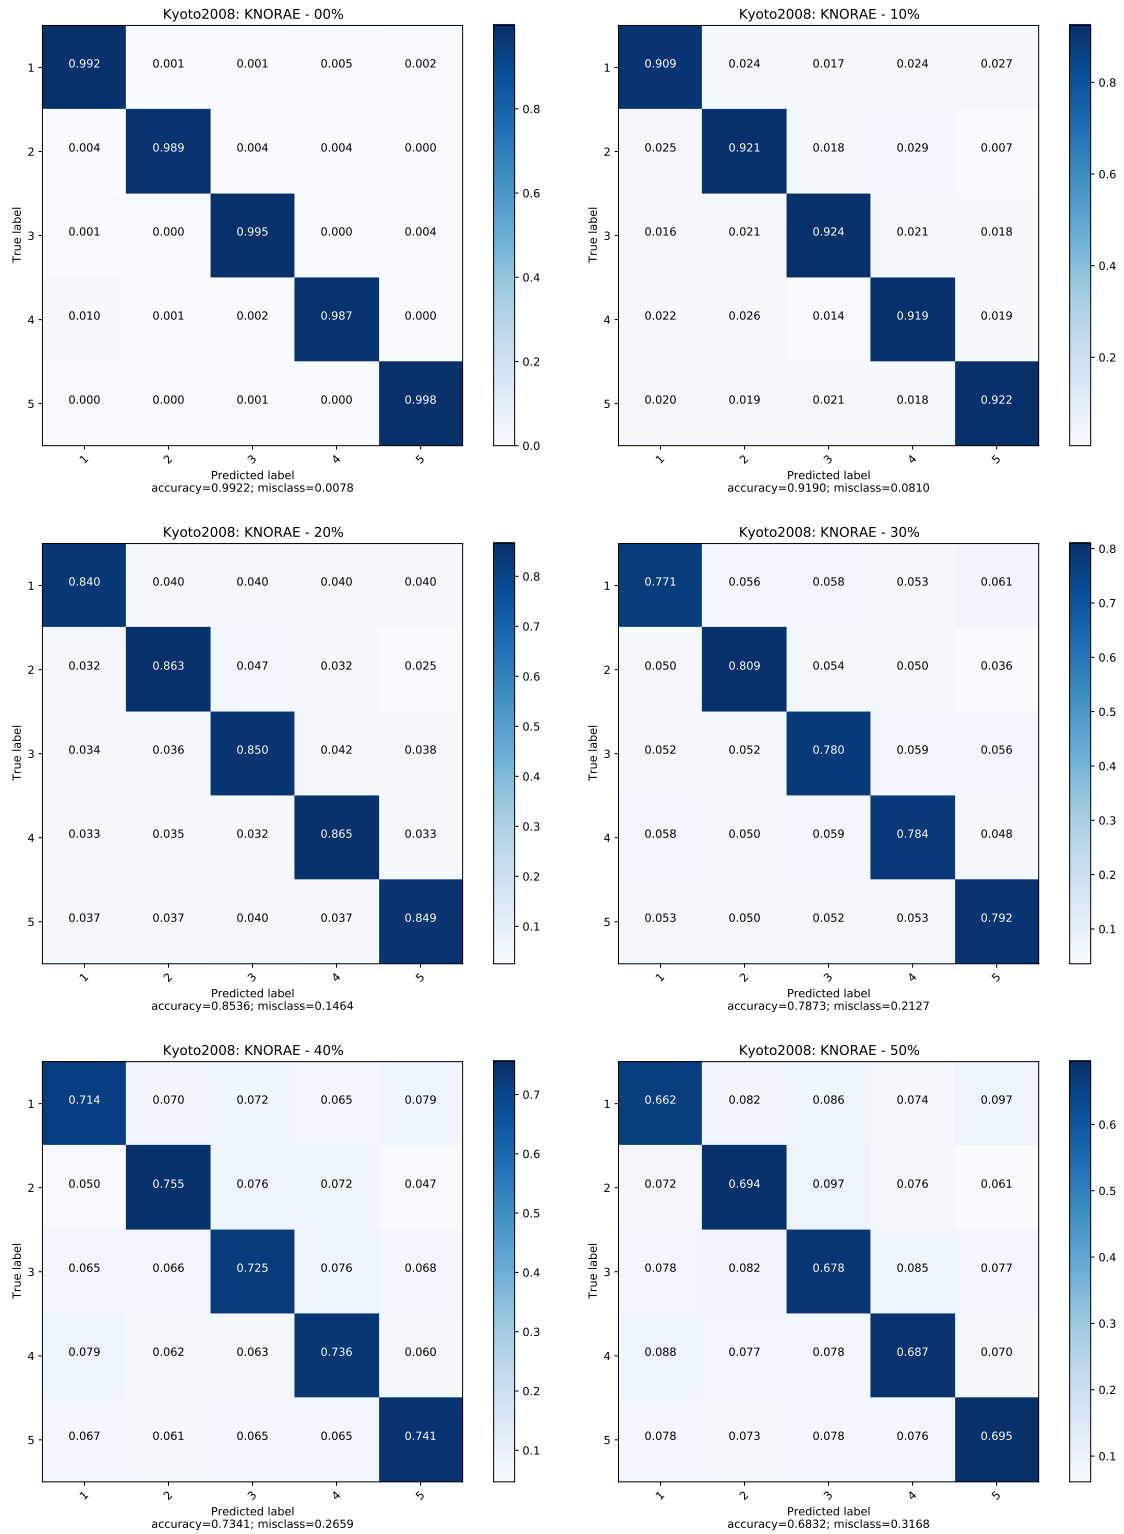 Kyoto2008: KNORAE - 00%
1 0.992 0.001 0.001 0.005 0.002
2 0.004 0.989 0.004 0.004 0.000
3 0.001 0.000 0.995 0.000 0.004
4 0.010 0.001 0.002 0.987 0.000
5 0.000 0.000 0.001 0.000 0.998
True label
1 2 3 4 5
Predicted label
accuracy=0.9922; misclass=0.0078
0.8
0.6
0.4
0.2
0.0
Kyoto2008: KNORAE - 10%
1 0.909 0.024 0.017 0.024 0.027
2 0.025 0.921 0.018 0.029 0.007
3 0.016 0.021 0.924 0.021 0.018
4 0.022 0.026 0.014 0.919 0.019
5 0.020 0.019 0.021 0.018 0.922
True label
1 2 3 4 5
Predicted label
accuracy=0.9190; misclass=0.0810
0.8
0.6
0.4
0.2
Kyoto2008: KNORAE - 20%
1 0.840 0.040 0.040 0.040 0.040
2 0.032 0.863 0.047 0.032 0.025
3 0.034 0.036 0.850 0.042 0.038
4 0.033 0.035 0.032 0.865 0.033
5 0.037 0.037 0.040 0.037 0.849
True label
1 2 3 4 5
Predicted label
accuracy=0.8536; misclass=0.1464
0.8
0.7
0.6
0.5
0.4
0.3
0.2
0.1
Kyoto2008: KNORAE - 30%
1 0.771 0.056 0.058 0.053 0.061
2 0.050 0.809 0.054 0.050 0.036
3 0.052 0.052 0.780 0.059 0.056
4 0.058 0.050 0.059 0.784 0.048
5 0.053 0.050 0.052 0.053 0.792
True label
1 2 3 4 5
Predicted label
accuracy=0.7873; misclass=0.2127
0.8
0.7
0.6
0.5
0.4
0.3
0.2
0.1
Kyoto2008: KNORAE - 40%
1 0.714 0.070 0.072 0.065 0.079
2 0.050 0.755 0.076 0.072 0.047
3 0.065 0.066 0.725 0.076 0.068
4 0.079 0.062 0.063 0.736 0.060
5 0.067 0.061 0.065 0.065 0.741
True label
1 2 3 4 5
Predicted label
accuracy=0.7341; misclass=0.2659
0.7
0.6
0.5
0.4
0.3
0.2
0.1
Kyoto2008: KNORAE - 50%
1 0.662 0.082 0.086 0.074 0.097
2 0.072 0.694 0.097 0.076 0.061
3 0.078 0.082 0.678 0.085 0.077
4 0.088 0.077 0.078 0.687 0.070
5 0.078 0.073 0.078 0.076 0.695
True label
1 2 3 4 5
Predicted label
accuracy=0.6832; misclass=0.3168
0.6
0.5
0.4
0.3
0.2
0.1